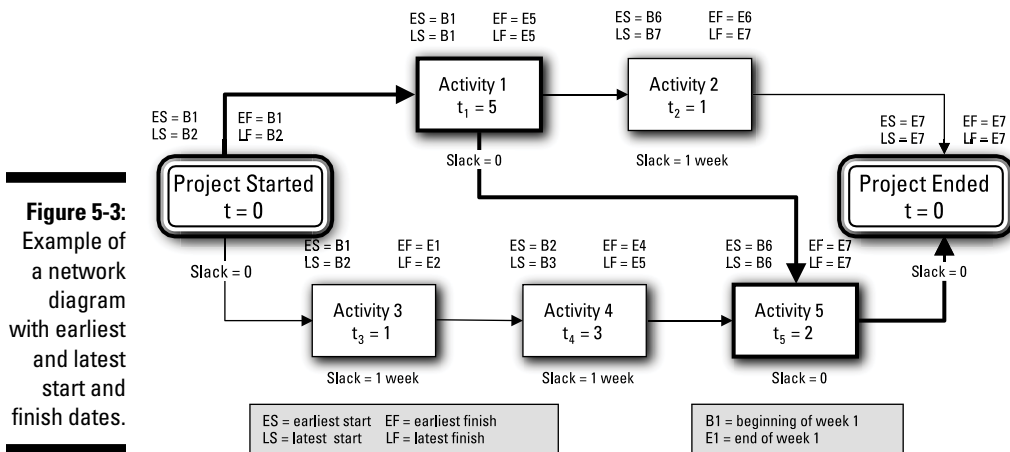 ES = B1 EF = E5
LS = B1 LF = E5
ES = B6 EF = E6
LS = B7 LF = E7
Activity 1
t1 = 5
Activity 2
t2 = 1
ES = B1 EF = B1
LS = B2 LF = B2
ES = E7 EF = E7
LS = E7 LF = E7
Slack = 0
Slack = 1 week
Project Started
t = 0
Project Ended
t = 0
Figure 5-3:
Example of
a network
diagram
with earliest
and latest
start and
finish dates.
Slack = 0
ES = B1 EF = E1
LS = B2 LF = E2
ES = B2 EF = E4
LS = B3 LF = E5
ES = B6 EF = E7
LS = B6 LF = E7
Slack = 0
Activity 3
t3 = 1
Activity 4
t4 = 3
Activity 5
t5 = 2
Slack = 1 week
Slack = 1 week
Slack = 0
ES = earliest start EF = earliest finish
LS = latest start LF = latest finish
B1 = beginning of week 1
E1 = end of week 1